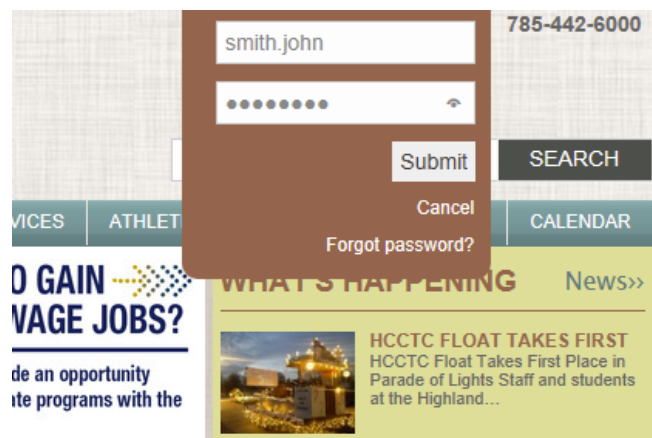 785-442-6000
smith.john
••••••••
Submit
SEARCH
Cancel
ATHLET
CALENDAR
Forgot password?
O GAIN
WAGE JOBS?
WHAT'S HAPPENING
News>>
HCCTC FLOAT TAKES FIRST
HCCTC Float Takes First Place in
Parade of Lights Staff and students
at the Highland...
de an opportunity
programs with the